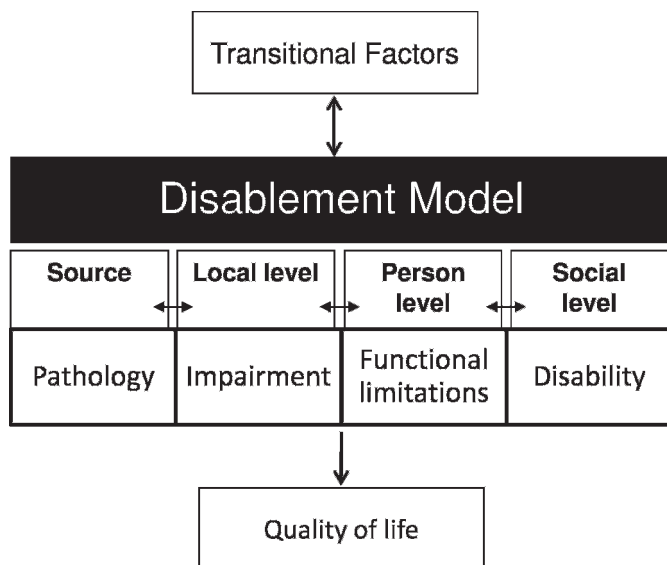 Transitional Factors
Disablement Model
Source
Local level
Person
level
Social
level
Pathology
Impairment
Functional
limitations
Disability
Quality of life